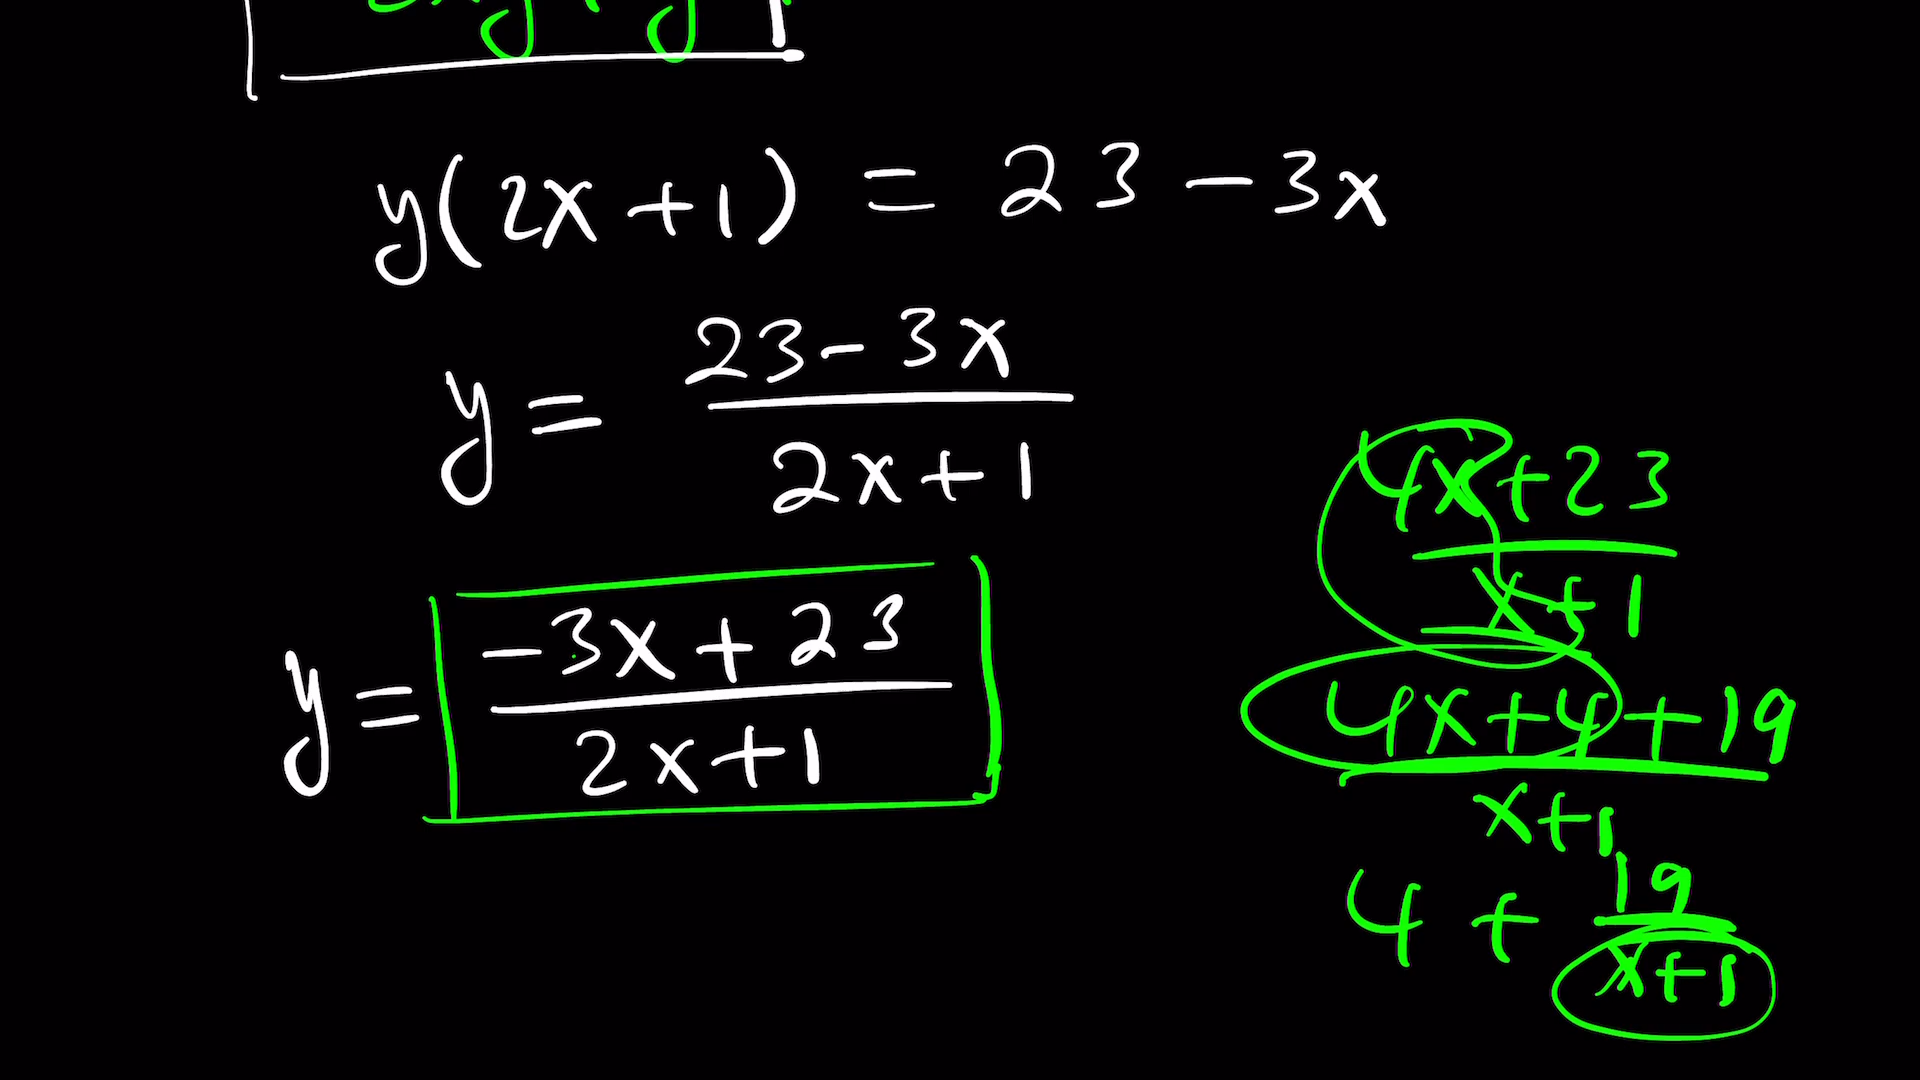 y(2x+1) = 23-3x
y = 23-3x / 2x+1
y = -3x+23 / 2x+1
4x+23 / x+1
4x+4+19 / x+1
4 + 19 / x+1